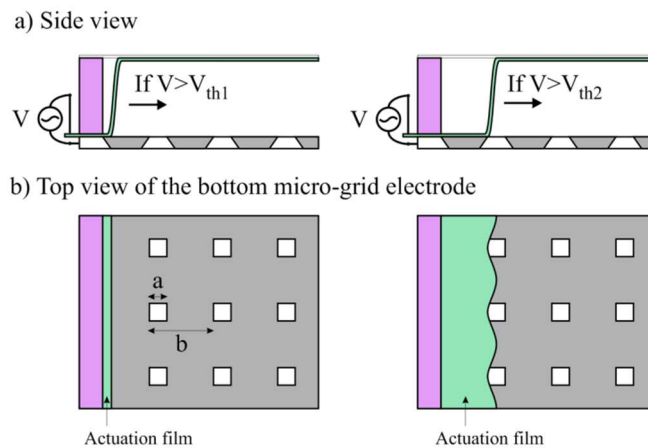 a) Side view
If V>Vth1
V
If V>Vth2
V
b) Top view of the bottom micro-grid electrode
a
b
Actuation film
Actuation film